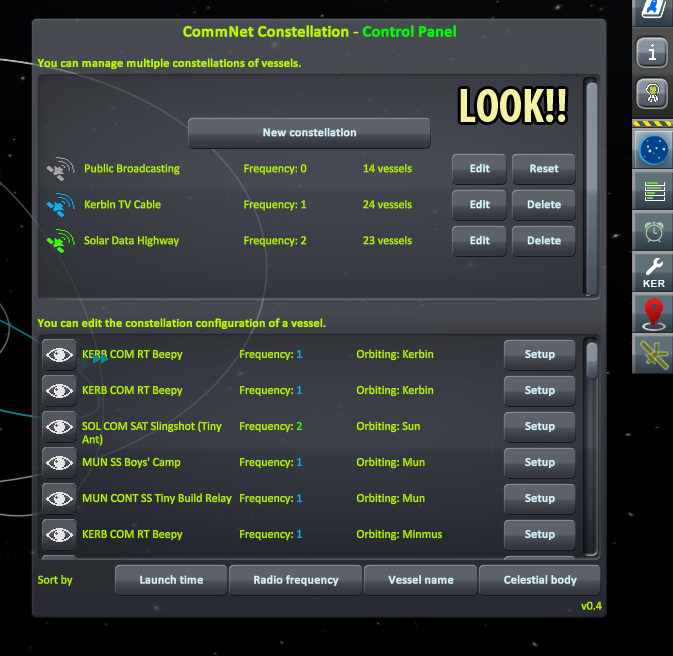 CommNet Constellation - Control Panel
You can manage multiple constellations of vessels.
LOOK!!
New constellation
Public Broadcasting Frequency: 0 14 vessels Edit Reset
Kerbin TV Cable Frequency: 1 24 vessels Edit Delete
Solar Data Highway Frequency: 2 23 vessels Edit Delete
KER
You can edit the constellation configuration of a vessel.
KERB COM RT Beepy Frequency: 1 Orbiting: Kerbin Setup
KERB COM RT Beepy Frequency: 1 Orbiting: Kerbin Setup
SOL COM SAT Slingshot (Tiny Frequency: 2 Orbiting: Sun Setup
Ant)
MUN SS Boys' Camp Frequency: 1 Orbiting: Mun Setup
MUN CONT SS Tiny Build Relay Frequency: 1 Orbiting: Mun Setup
KERB COM RT Beepy Frequency: 1 Orbiting: Minmus Setup
Sort by Launch time Radio frequency Vessel name Celestial body
v0.4